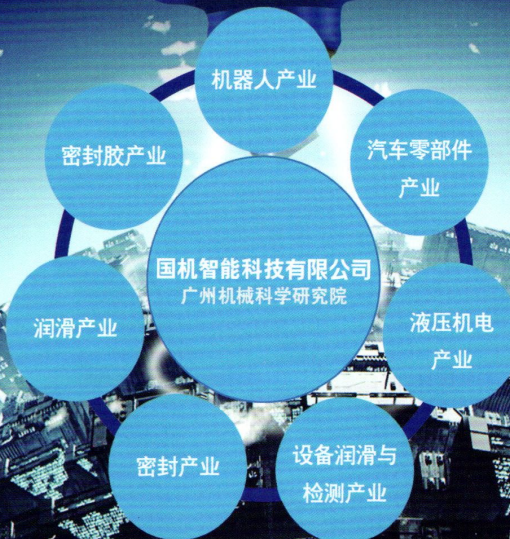 机器人产业
汽车零部件
产业
液压机电
产业
设备润滑与
检测产业
密封产业
润滑产业
密封胶产业
国机智能科技有限公司
广州机械科学研究院